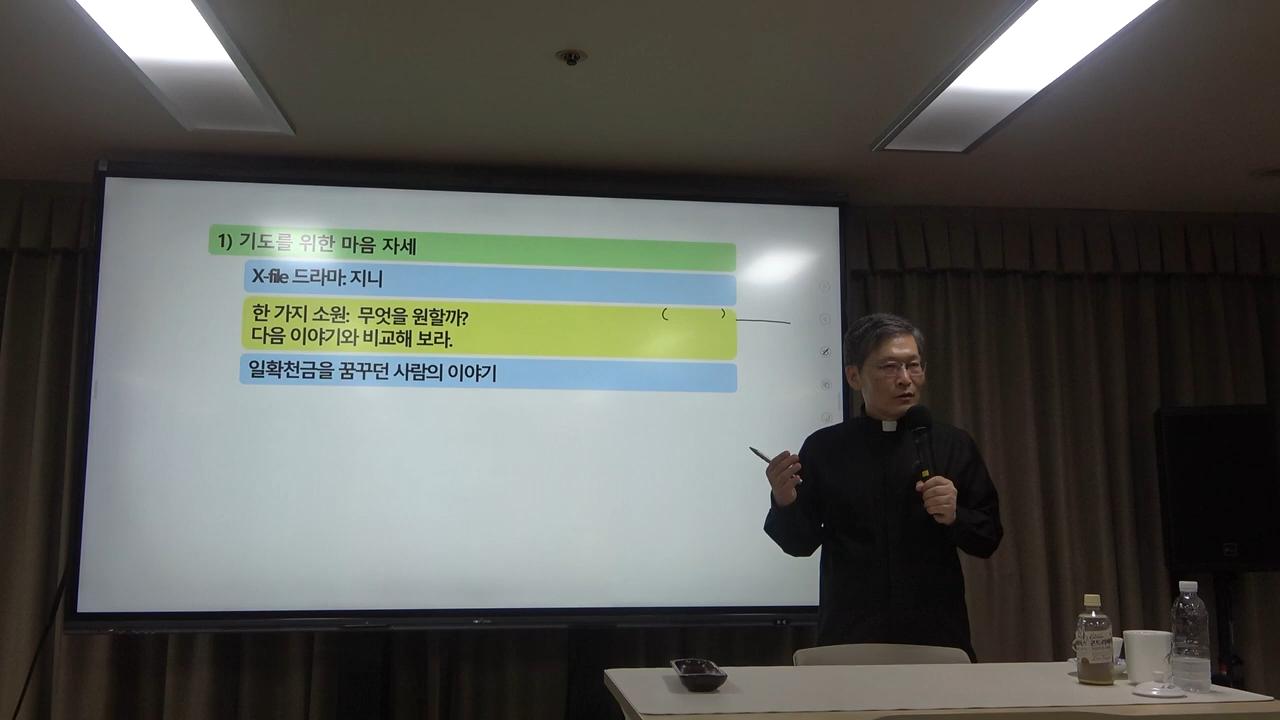 1) 기도를 위한 마음 자세
X-file 드라마: 지니
한 가지 소원: 무엇을 원할까?
( )
다음 이야기와 비교해 보라.
일확천금을 꿈꾸던 사람의 이야기